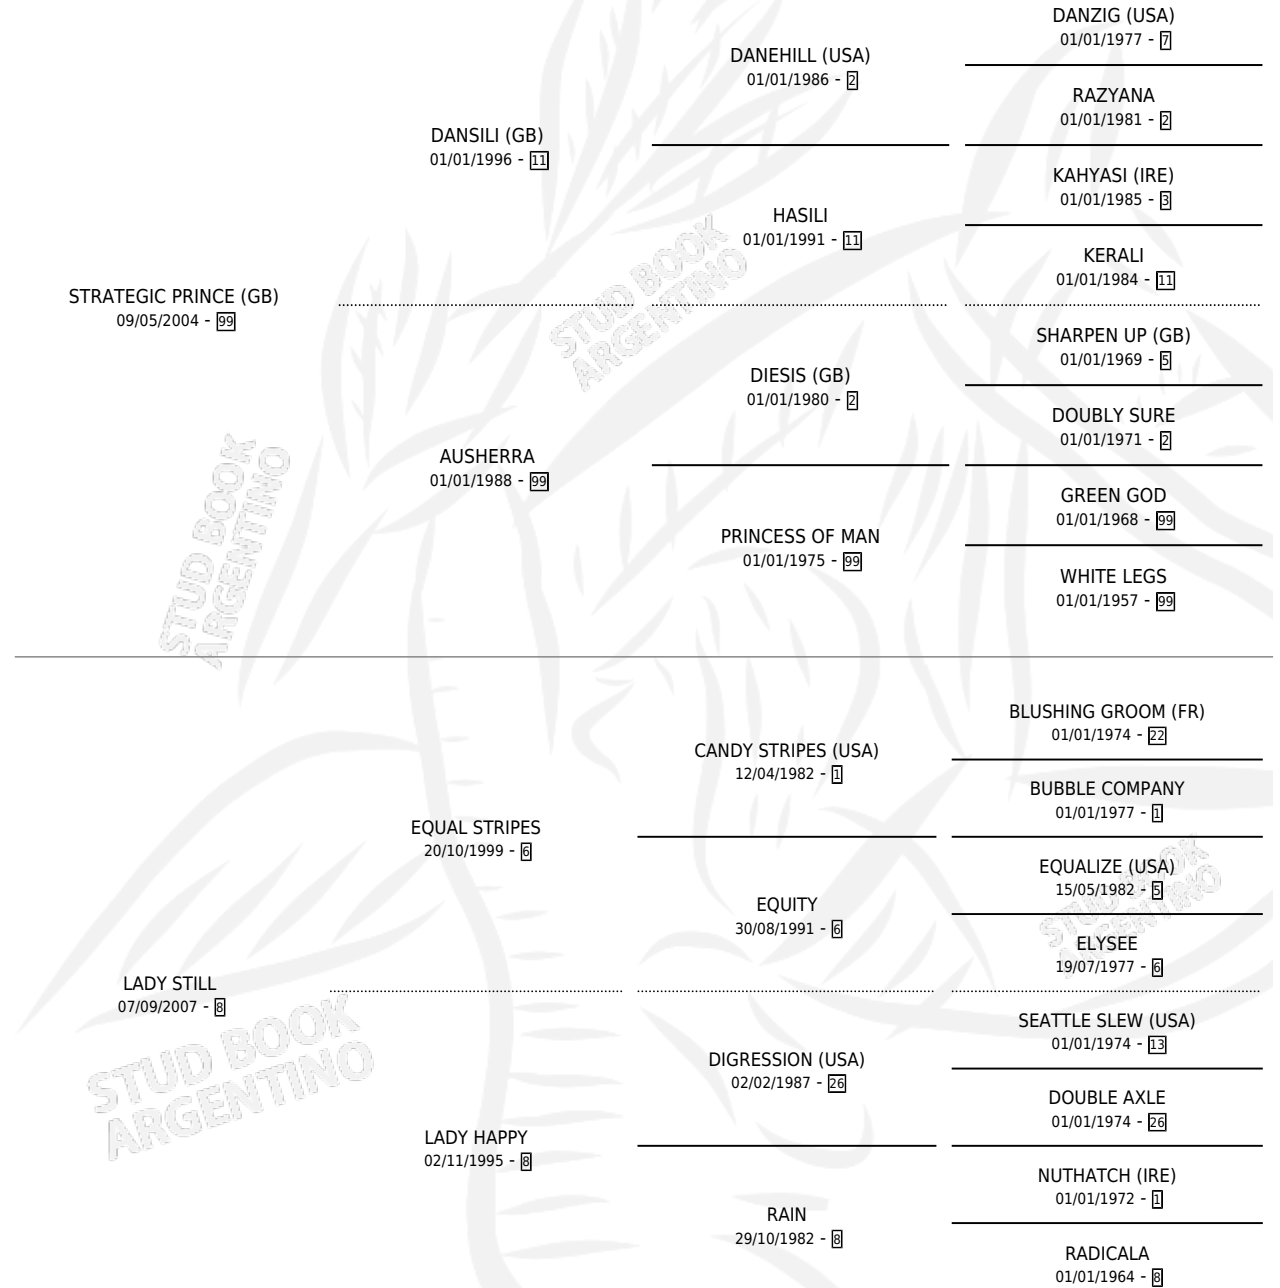 DANZIG (USA)
01/01/1977 - 7
DANEHILL (USA)
01/01/1986 - 2
RAZYANA
01/01/1981 - 2
DANSILI (GB)
01/01/1996 - 11
KAHYASI (IRE)
01/01/1985 - 3
HASILI
01/01/1991 - 11
KERALI
01/01/1984 - 11
STRATEGIC PRINCE (GB)
09/05/2004 - 99
STUD BOOK
ARGENTINO
SHARPEN UP (GB)
01/01/1969 - 5
DIESIS (GB)
01/01/1980 - 2
DOUBLY SURE
01/01/1971 - 2
AUSHERRA
01/01/1988 - 99
GREEN GOD
01/01/1968 - 99
PRINCESS OF MAN
01/01/1975 - 99
WHITE LEGS
01/01/1957 - 99
STUD BOOK
ARGENTINO
BLUSHING GROOM (FR)
01/01/1974 - 22
CANDY STRIPES (USA)
12/04/1982 - 1
BUBBLE COMPANY
01/01/1977 - 1
EQUAL STRIPES
20/10/1999 - 6
EQUALIZE (USA)
15/05/1982 - 5
EQUITY
30/08/1991 - 6
ELYSEE
19/07/1977 - 6
STUD BOOK
ARGENTINO
LADY STILL
07/09/2007 - 8
SEATTLE SLEW (USA)
01/01/1974 - 13
DIGRESSION (USA)
02/02/1987 - 26
DOUBLE AXLE
01/01/1974 - 26
STUD BOOK
ARGENTINO
LADY HAPPY
02/11/1995 - 8
NUTHATCH (IRE)
01/01/1972 - 1
RAIN
29/10/1982 - 8
RADICALA
01/01/1964 - 8